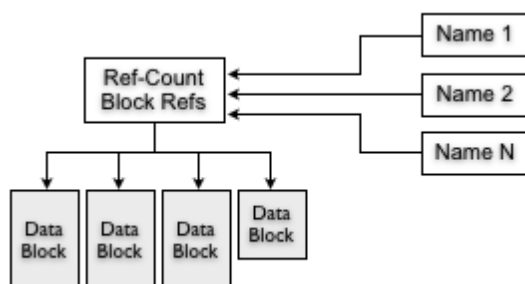 Name 1
Ref-Count
Block Refs
Name 2
Name N
Data
Block
Data
Block
Data
Block
Data
Block